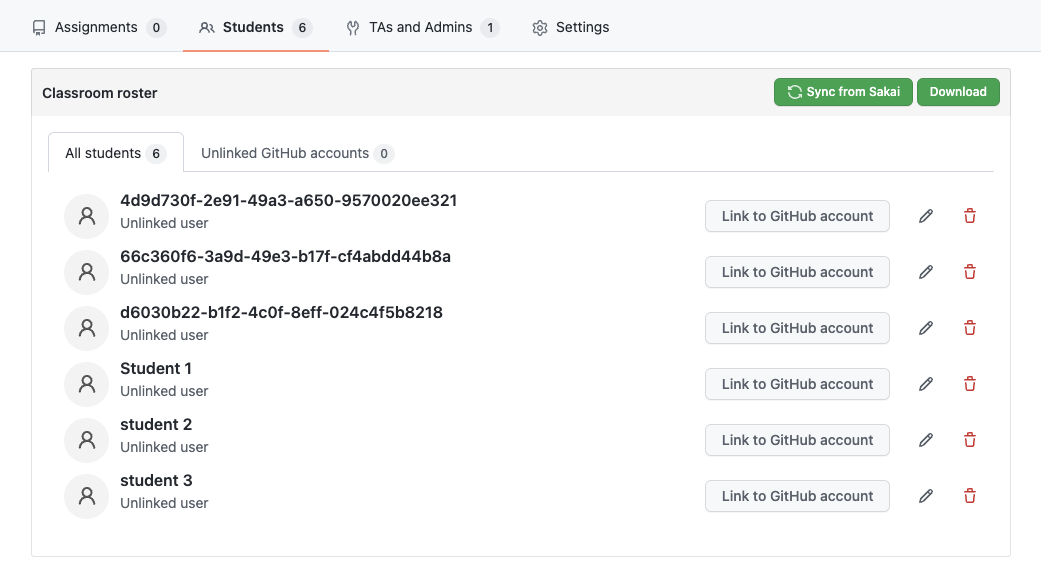 Assignments 0 Students 6 TAs and Admins 1 Settings
Classroom roster Sync from Sakai Download
All students 6 Unlinked GitHub accounts 0
4d9d730f-2e91-49a3-a650-9570020ee321
Unlinked user Link to GitHub account
66c360f6-3a9d-49e3-b17f-cf4abdd44b8a
Unlinked user Link to GitHub account
d6030b22-b1f2-4c0f-8eff-024c4f5b8218
Unlinked user Link to GitHub account
Student 1
Unlinked user Link to GitHub account
student 2
Unlinked user Link to GitHub account
student 3
Unlinked user Link to GitHub account